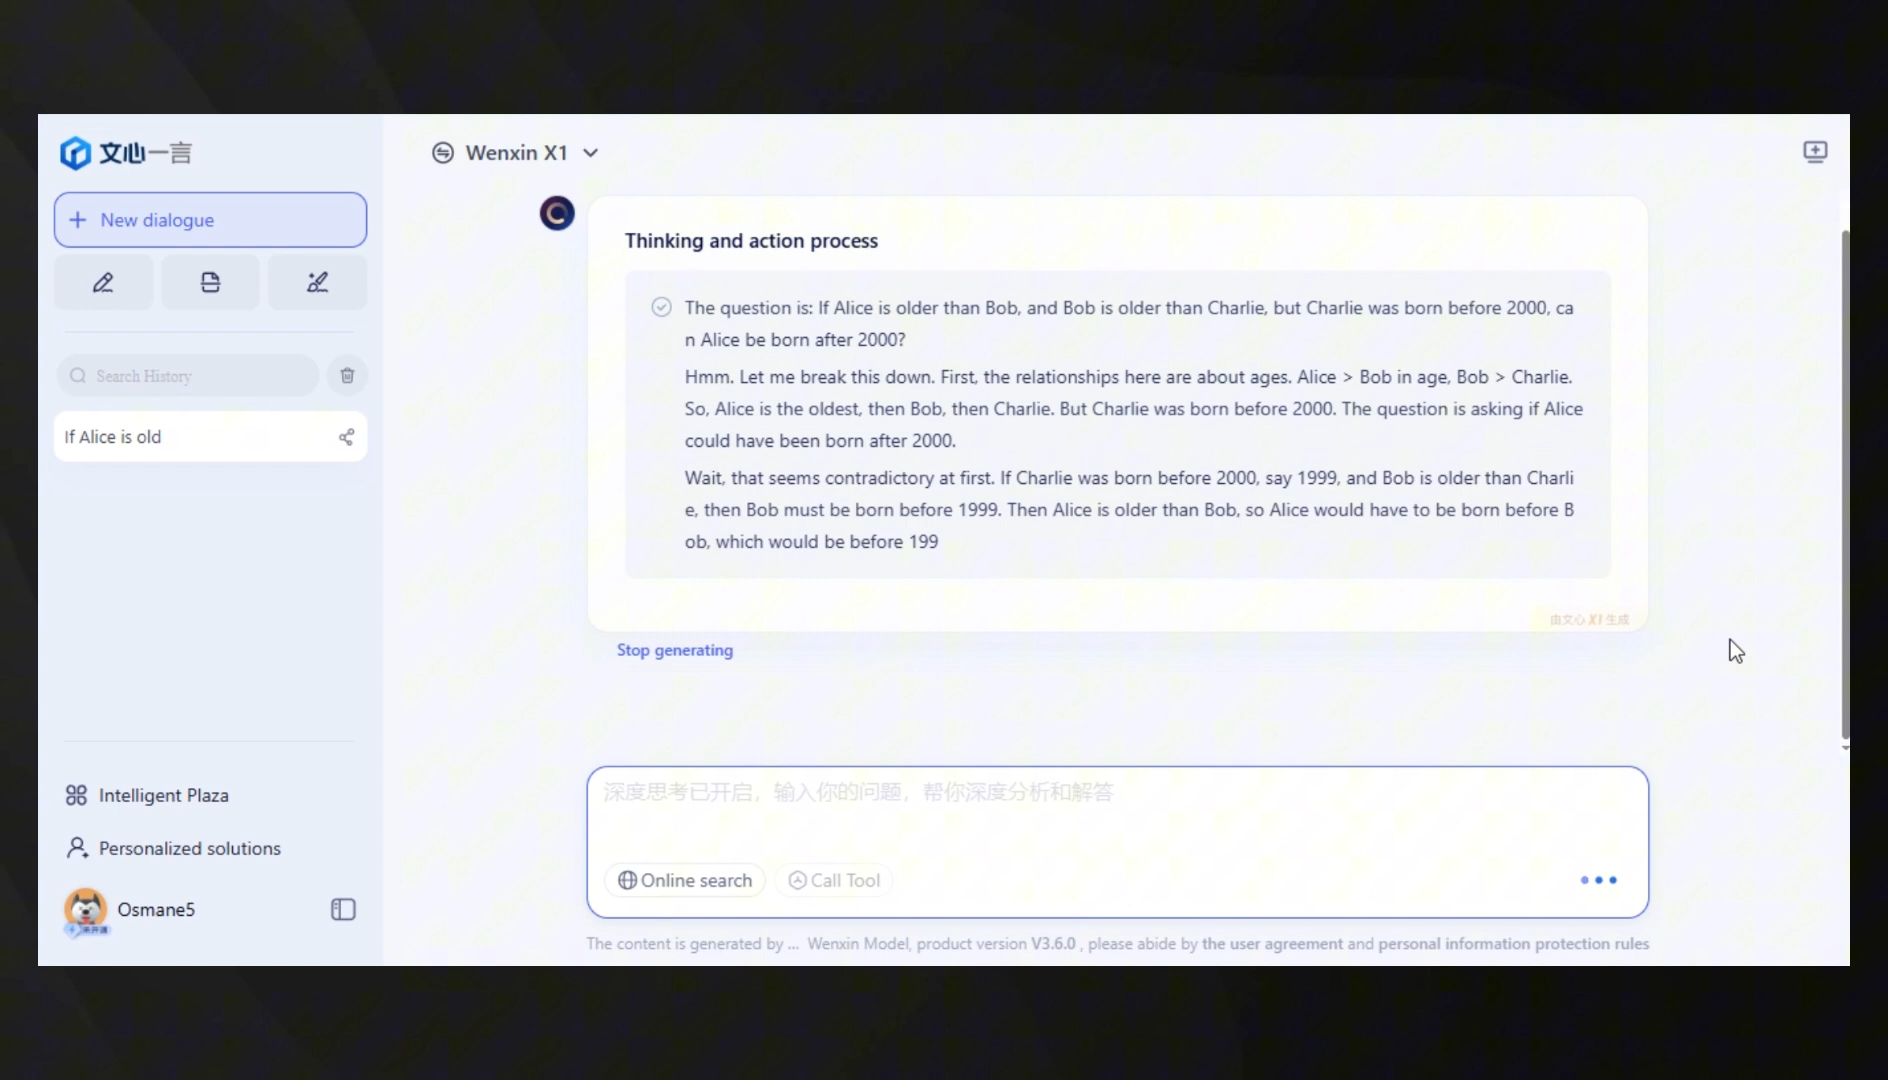 文心一言
New dialogue
Search History
If Alice is old
Intelligent Plaza
Personalized solutions
Osmane5
Wenxin X1
Thinking and action process
The question is: If Alice is older than Bob, and Bob is older than Charlie, but Charlie was born before 2000, ca
n Alice be born after 2000?
Hmm. Let me break this down. First, the relationships here are about ages. Alice > Bob in age, Bob > Charlie.
So, Alice is the oldest, then Bob, then Charlie. But Charlie was born before 2000. The question is asking if Alice
could have been born after 2000.
Wait, that seems contradictory at first. If Charlie was born before 2000, say 1999, and Bob is older than Charli
e, then Bob must be born before 1999. Then Alice is older than Bob, so Alice would have to be born before B
ob, which would be before 199
由文心 X1 生成
Stop generating
深度思考已开启，输入你的问题，帮你深度分析和解答
Online search
Call Tool
The content is generated by ... Wenxin Model, product version V3.6.0 , please abide by the user agreement and personal information protection rules